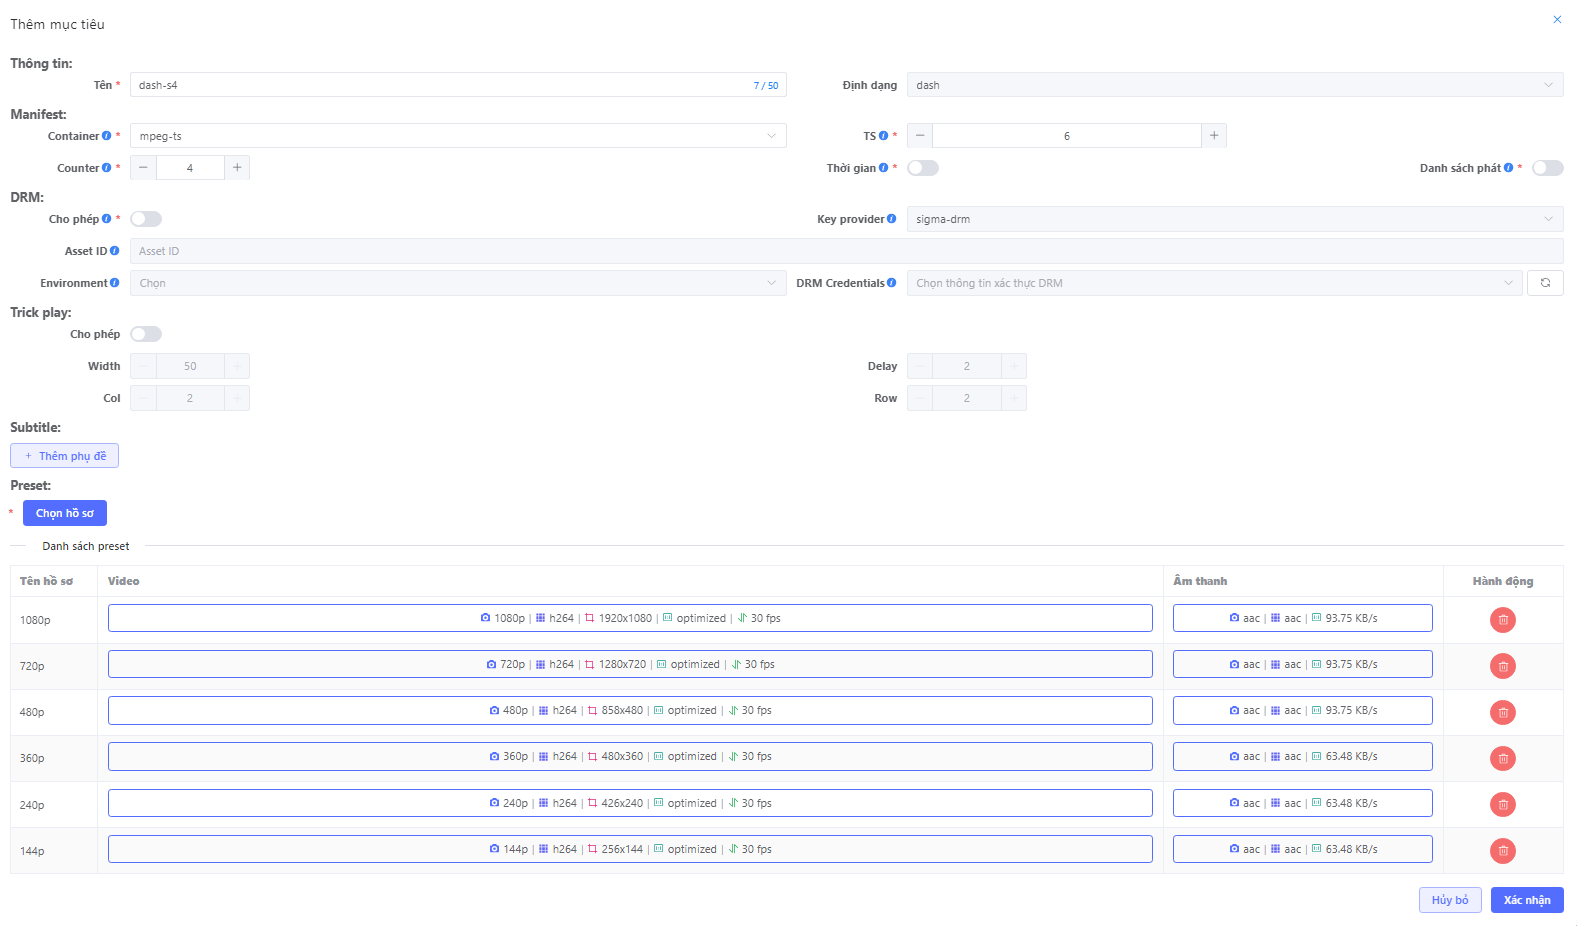 Thêm mục tiêu
Thông tin:
Tên * dash-s4 7 / 50 Định dạng dash
Manifest:
Container * mpeg-ts TS * 6
Counter * 4 Thời gian * Danh sách phát *
DRM:
Cho phép * Key provider sigma-drm
Asset ID Asset ID
Environment Chọn DRM Credentials Chọn thông tin xác thực DRM
Trick play:
Cho phép
Width 50 Delay 2
Col 2 Row 2
Subtitle:
+ Thêm phụ đề
Preset:
* Chọn hồ sơ
Danh sách preset
Tên hồ sơ Video Âm thanh Hành động
1080p 1080p | h264 | 1920x1080 | optimized | 30 fps aac | aac | 93.75 KB/s
720p 720p | h264 | 1280x720 | optimized | 30 fps aac | aac | 93.75 KB/s
480p 480p | h264 | 858x480 | optimized | 30 fps aac | aac | 93.75 KB/s
360p 360p | h264 | 480x360 | optimized | 30 fps aac | aac | 63.48 KB/s
240p 240p | h264 | 426x240 | optimized | 30 fps aac | aac | 63.48 KB/s
144p 144p | h264 | 256x144 | optimized | 30 fps aac | aac | 63.48 KB/s
Hủy bỏ Xác nhận